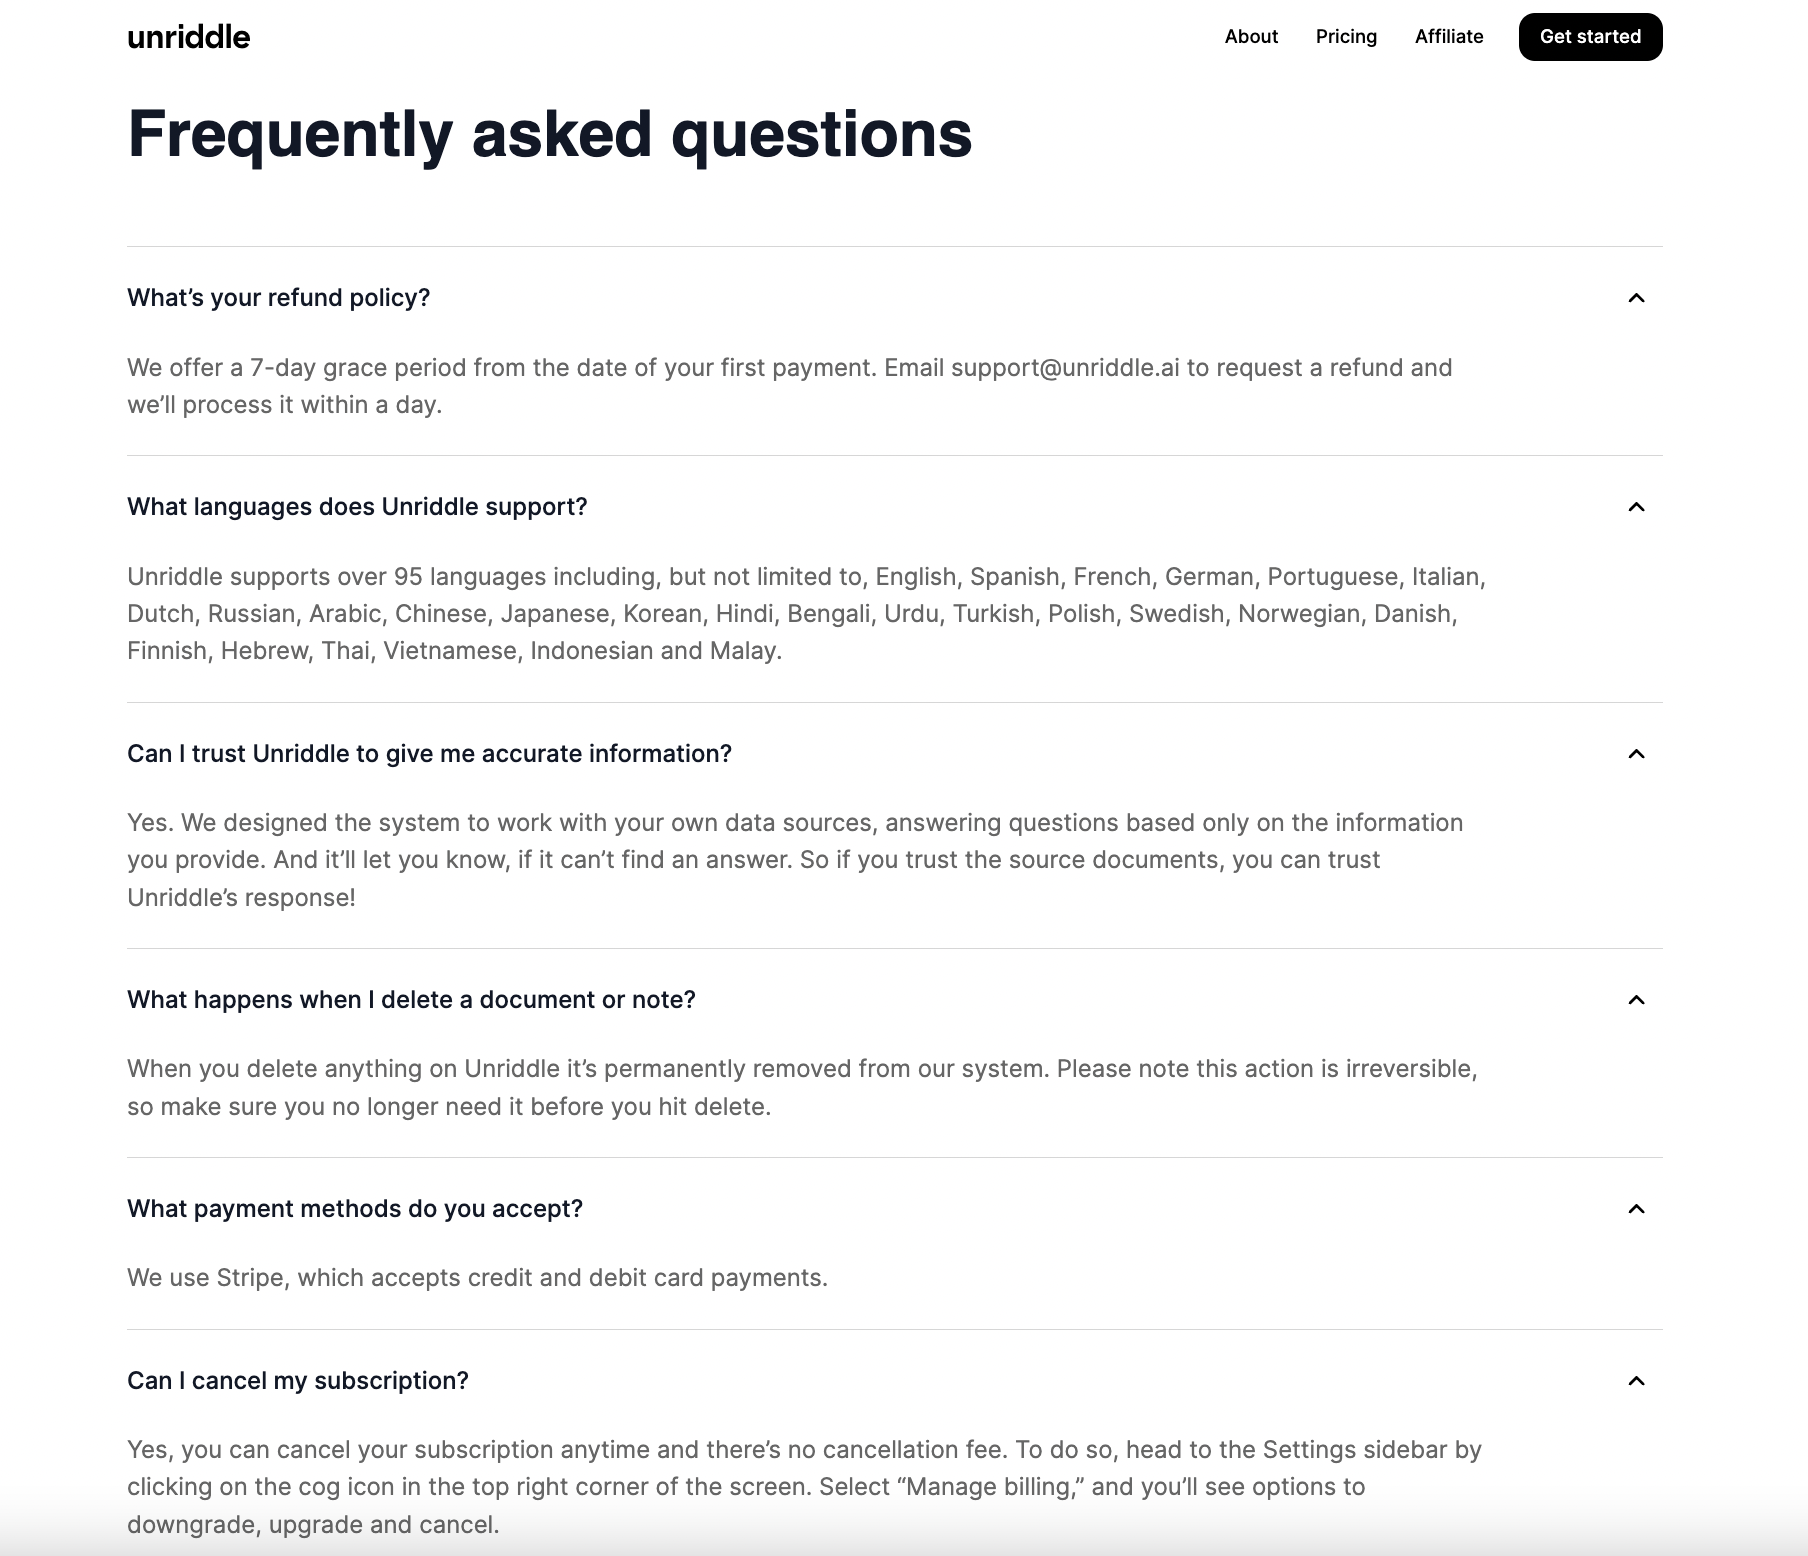 unriddle
About
Pricing
Affiliate
Get started
Frequently asked questions
What’s your refund policy?
We offer a 7-day grace period from the date of your first payment. Email support@unriddle.ai to request a refund and
we’ll process it within a day.
What languages does Unriddle support?
Unriddle supports over 95 languages including, but not limited to, English, Spanish, French, German, Portuguese, Italian,
Dutch, Russian, Arabic, Chinese, Japanese, Korean, Hindi, Bengali, Urdu, Turkish, Polish, Swedish, Norwegian, Danish,
Finnish, Hebrew, Thai, Vietnamese, Indonesian and Malay.
Can I trust Unriddle to give me accurate information?
Yes. We designed the system to work with your own data sources, answering questions based only on the information
you provide. And it’ll let you know, if it can’t find an answer. So if you trust the source documents, you can trust
Unriddle’s response!
What happens when I delete a document or note?
When you delete anything on Unriddle it’s permanently removed from our system. Please note this action is irreversible,
so make sure you no longer need it before you hit delete.
What payment methods do you accept?
We use Stripe, which accepts credit and debit card payments.
Can I cancel my subscription?
Yes, you can cancel your subscription anytime and there’s no cancellation fee. To do so, head to the Settings sidebar by
clicking on the cog icon in the top right corner of the screen. Select “Manage billing,” and you’ll see options to
downgrade, upgrade and cancel.